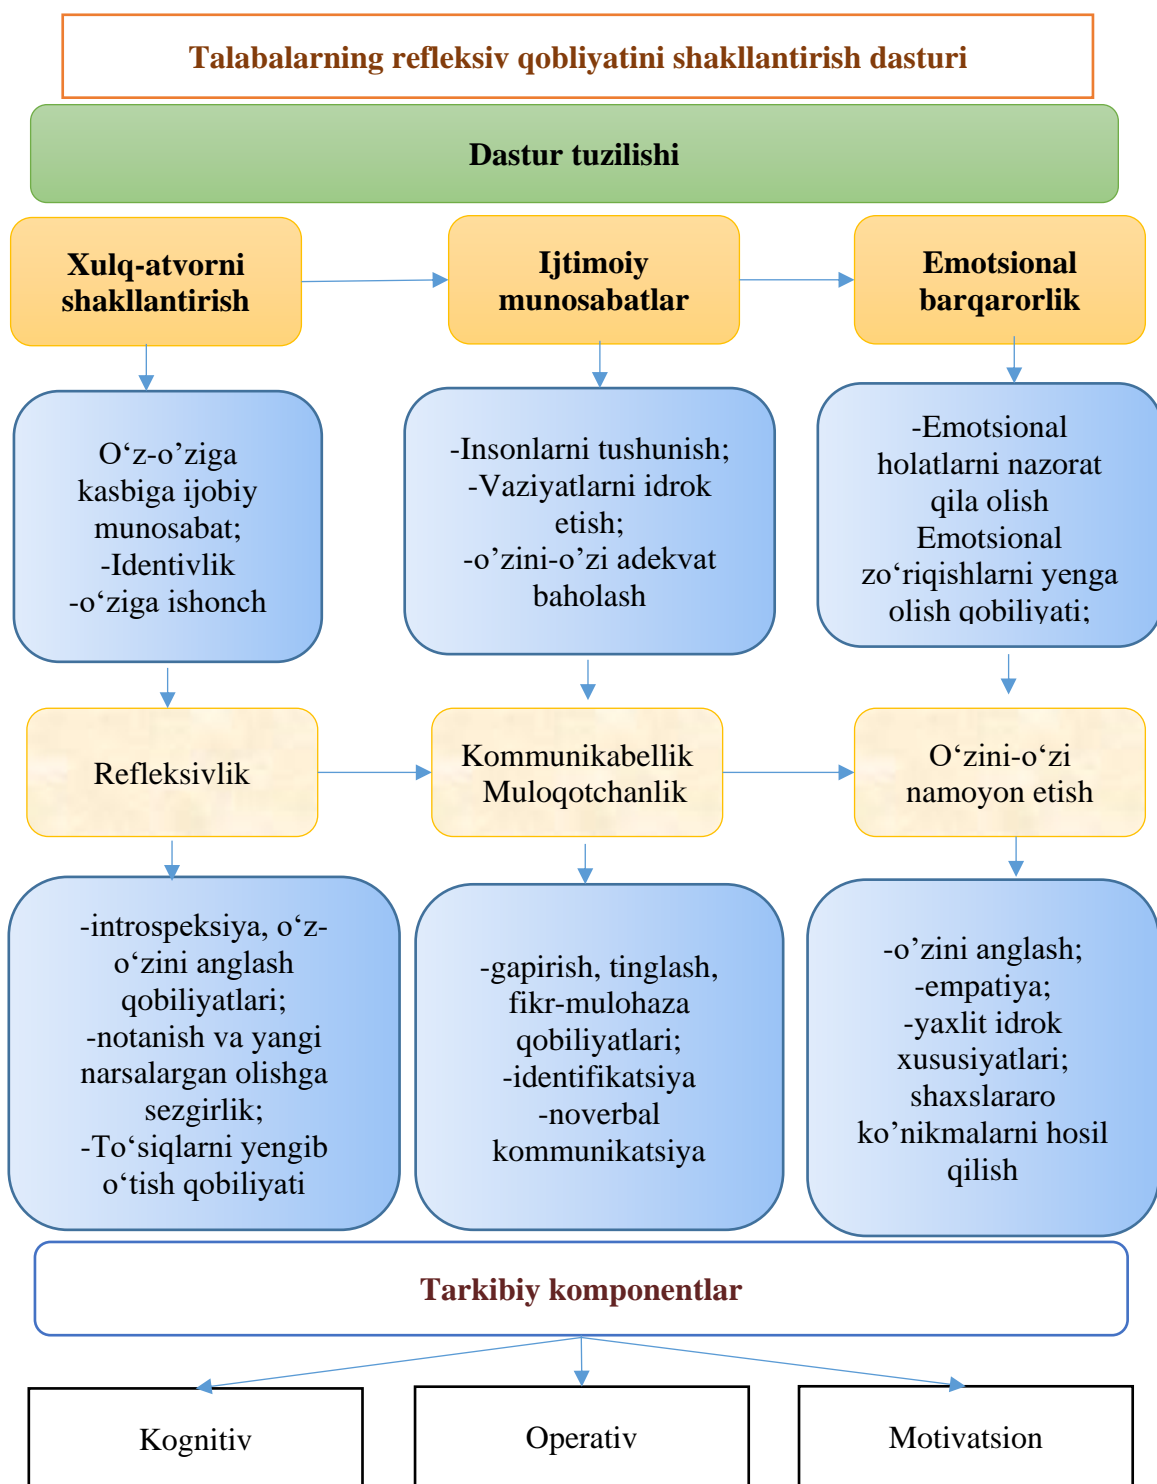 Talabalarning refleksiv qobliyatini shakllantirish dasturi
Dastur tuzilishi
Xulq-atvorni
shakllantirish
Ijtimoiy
munosabatlar
Emotsional
barqarorlik
O‘z-o’ziga
kasbiga ijobiy
munosabat;
-Identivlik
-o’ziga ishonch
-Insonlarni tushunish;
-Vaziyatlarni idrok
etish;
-o’zini-o’zi adekvat
baholash
-Emotsional
holatlarni nazorat
qila olish
Emotsional
zo‘riqishlarni yenga
olish qobiliyati;
Refleksivlik
Kommunikabellik
Muloqotchanlik
O‘zini-o‘zi
namoyon etish
-introspeksiya, o‘z-
o‘zini anglash
qobiliyatlari;
-notanish va yangi
narsalargan olishga
sezgirlik;
-To‘siqlarni yengib
o‘tish qobiliyati
-gapirish, tinglash,
fikr-mulohaza
qobiliyatlari;
-identifikatsiya
-noverbal
kommunikatsiya
-o’zini anglash;
-empatiya;
-yaxlit idrok
xususiyatlari;
shaxslararo
ko’nikmalarni hosil
qilish
Tarkibiy komponentlar
Kognitiv
Operativ
Motivatsion